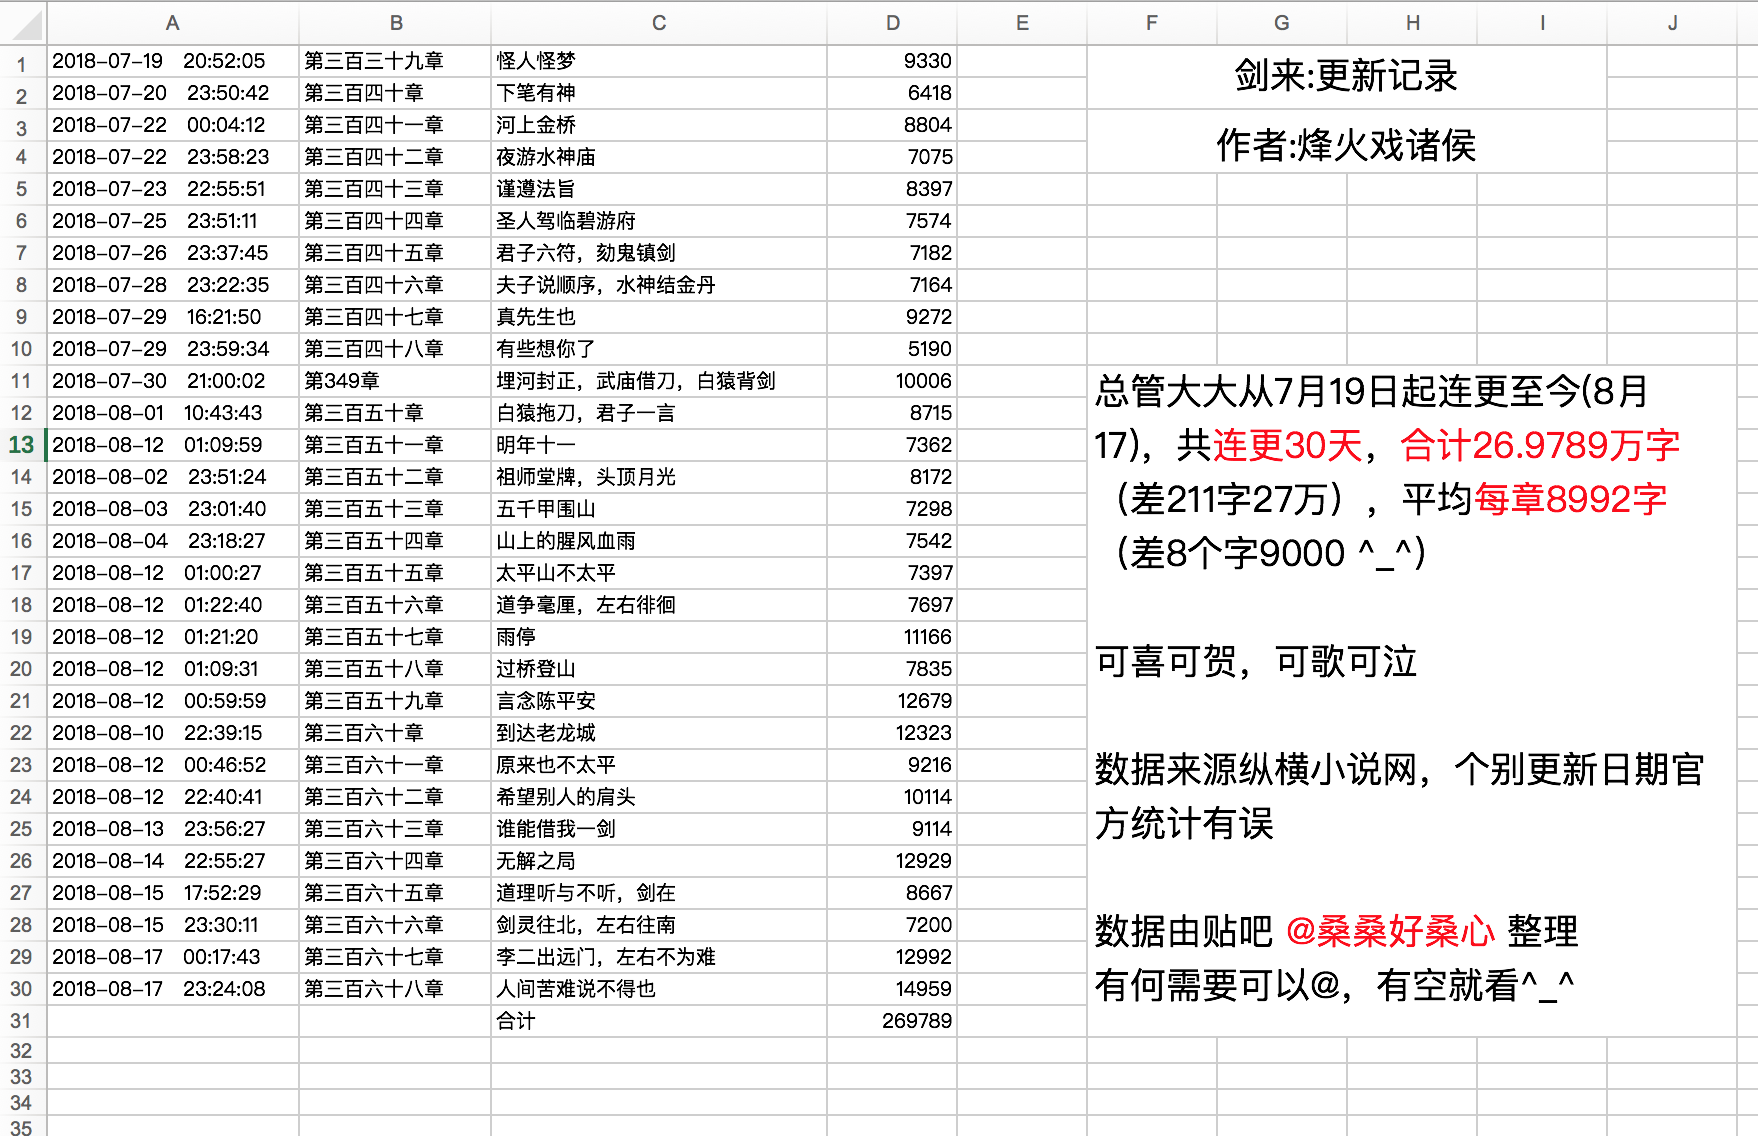 A B C D E F G H I J
1 2018-07-19 20:52:05 第三百三十九章 怪人怪梦 9330
2 2018-07-20 23:50:42 第三百四十章 下笔有神 6418
3 2018-07-22 00:04:12 第三百四十一章 河上金桥 8804
4 2018-07-22 23:58:23 第三百四十二章 夜游水神庙 7075
5 2018-07-23 22:55:51 第三百四十三章 谨遵法旨 8397
6 2018-07-25 23:51:11 第三百四十四章 圣人驾临碧游府 7574
7 2018-07-26 23:37:45 第三百四十五章 君子六符，劾鬼镇剑 7182
8 2018-07-28 23:22:35 第三百四十六章 夫子说顺序，水神结金丹 7164
9 2018-07-29 16:21:50 第三百四十七章 真先生也 9272
10 2018-07-29 23:59:34 第三百四十八章 有些想你了 5190
11 2018-07-30 21:00:02 第349章 埋河封正，武庙借刀，白猿背剑 10006
12 2018-08-01 10:43:43 第三百五十章 白猿拖刀，君子一言 8715
13 2018-08-12 01:09:59 第三百五十一章 明年十一 7362
14 2018-08-02 23:51:24 第三百五十二章 祖师堂牌，头顶月光 8172
15 2018-08-03 23:01:40 第三百五十三章 五千甲围山 7298
16 2018-08-04 23:18:27 第三百五十四章 山上的腥风血雨 7542
17 2018-08-12 01:00:27 第三百五十五章 太平山不太平 7397
18 2018-08-12 01:22:40 第三百五十六章 道争毫厘，左右徘徊 7697
19 2018-08-12 01:21:20 第三百五十七章 雨停 11166
20 2018-08-12 01:09:31 第三百五十八章 过桥登山 7835
21 2018-08-12 00:59:59 第三百五十九章 言念陈平安 12679
22 2018-08-10 22:39:15 第三百六十章 到达老龙城 12323
23 2018-08-12 00:46:52 第三百六十一章 原来也不太平 9216
24 2018-08-12 22:40:41 第三百六十二章 希望别人的肩头 10114
25 2018-08-13 23:56:27 第三百六十三章 谁能借我一剑 9114
26 2018-08-14 22:55:27 第三百六十四章 无解之局 12929
27 2018-08-15 17:52:29 第三百六十五章 道理听与不听，剑在 8667
28 2018-08-15 23:30:11 第三百六十六章 剑灵往北，左右往南 7200
29 2018-08-17 00:17:43 第三百六十七章 李二出远门，左右不为难 12992
30 2018-08-17 23:24:08 第三百六十八章 人间苦难说不得也 14959
31 合计 269789
32
33
34
35
剑来:更新记录
作者:烽火戏诸侯
总管大大从7月19日起连更至今(8月
17)，共连更30天，合计26.9789万字
（差211字27万），平均每章8992字
（差8个字9000 ^_^）
可喜可贺，可歌可泣
数据来源纵横小说网，个别更新日期官
方统计有误
数据由贴吧 @桑桑好桑心 整理
有何需要可以@，有空就看^_^